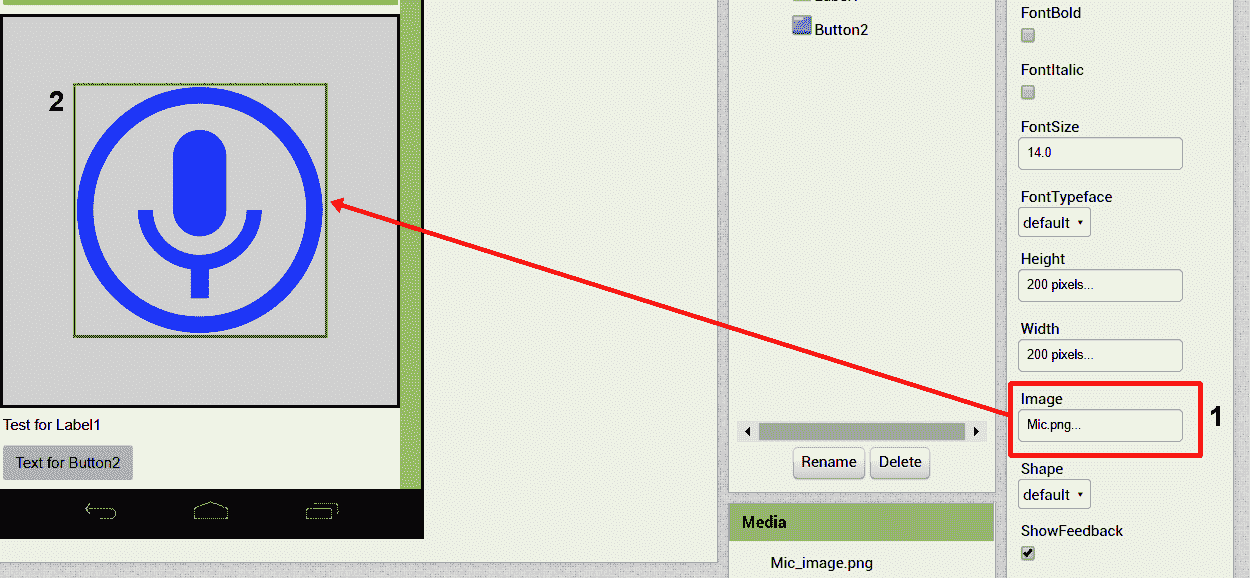 Button2
2
Test for Label1
Text for Button2
Rename
Delete
Media
Mic_image.png
FontBold
FontItalic
FontSize
14.0
FontTypeface
default
Height
200 pixels...
Width
200 pixels...
Image
Mic.png...
1
Shape
default
ShowFeedback